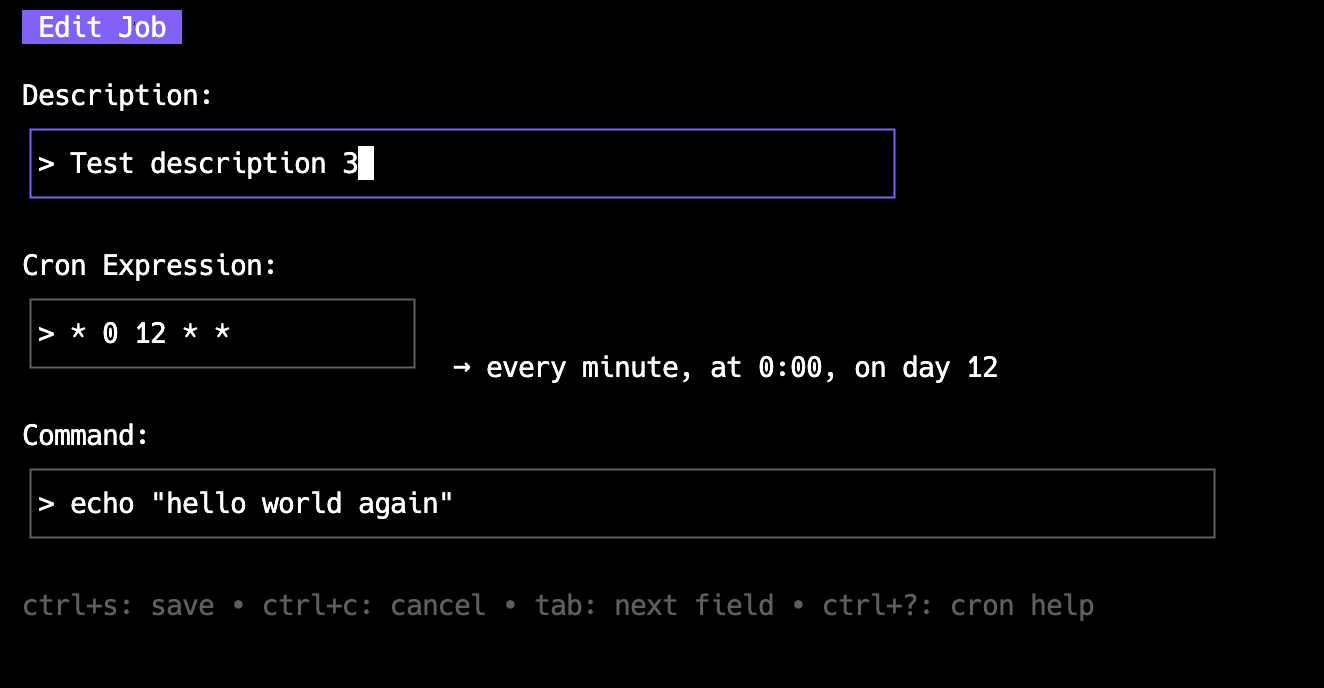 Edit Job
Description:
> Test description 3
Cron Expression:
> * 0 12 * *
→ every minute, at 0:00, on day 12
Command:
> echo "hello world again"
ctrl+s: save • ctrl+c: cancel • tab: next field • ctrl+?: cron help